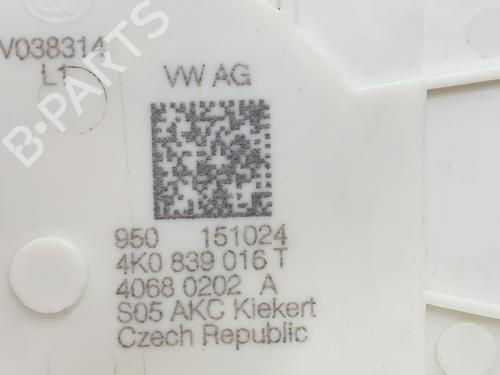 V038314
L1
VW AG
B-PARTS
950 151024
4K0 839 016 T
4068 0202 A
S05 AKC Kiekert
Czech Republic